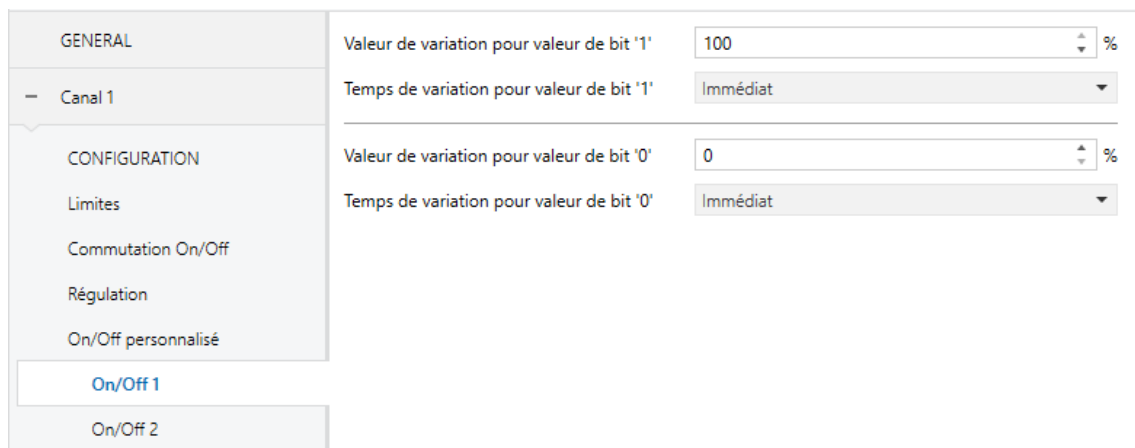 GENERAL
Canal 1
CONFIGURATION
Limites
Commutation On/Off
Régulation
On/Off personnalisé
On/Off 1
On/Off 2
Valeur de variation pour valeur de bit '1' 100 %
Temps de variation pour valeur de bit '1' Immédiat
Valeur de variation pour valeur de bit '0' 0 %
Temps de variation pour valeur de bit '0' Immédiat